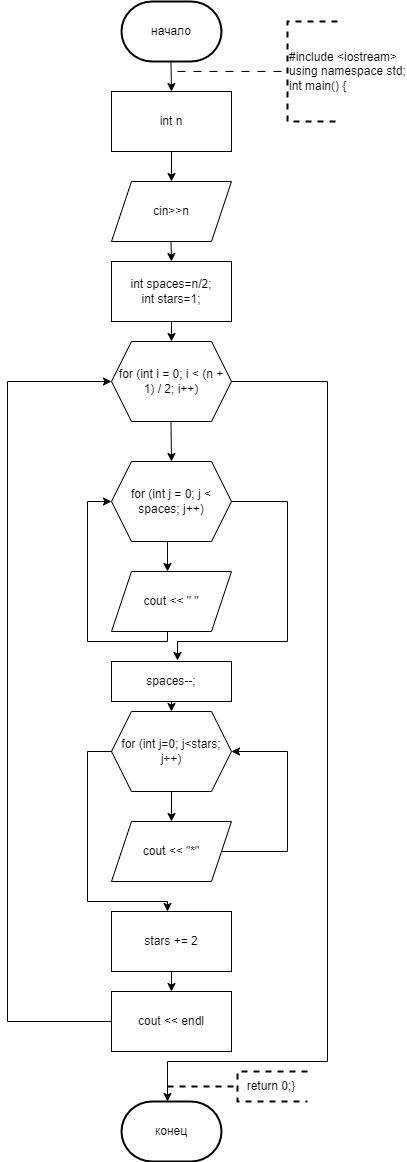 начало
#include <iostream>
using namespace std;
int main() {
int n
cin>>n
int spaces=n/2;
int stars=1;
for (int i = 0; i < (n +
1) / 2; i++)
for (int j = 0; j <
spaces; j++)
cout << " "
spaces--;
for (int j=0; j<stars;
j++)
cout << "*"
stars += 2
cout << endl
return 0;}
конец